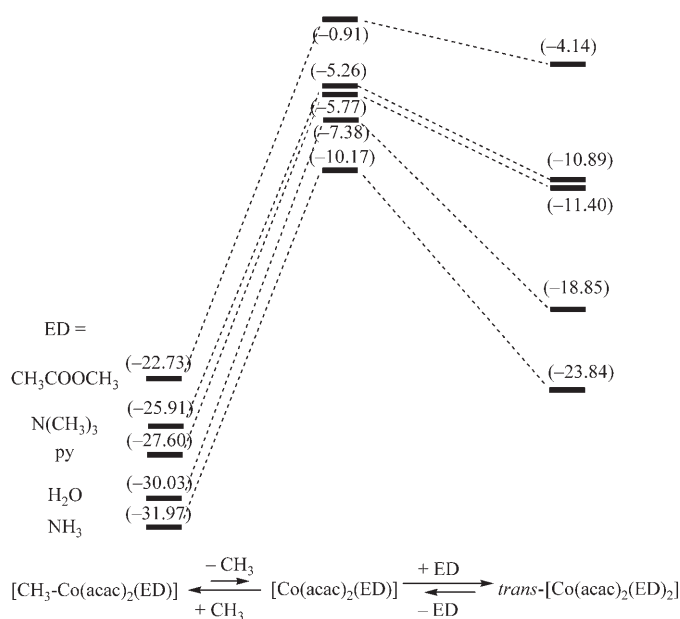 (–0.91)
(–4.14)
(–5.26)
(–5.77)
(–7.38)
(–10.17)
(–10.89)
(–11.40)
(–18.85)
(–23.84)
ED =
CH₃COOCH₃ (–22.73)
N(CH₃)₃ (–25.91)
py (–27.60)
H₂O (–30.03)
NH₃ (–31.97)
– CH₃
+ ED
[CH₃-Co(acac)₂(ED)] [Co(acac)₂(ED)] trans-[Co(acac)₂(ED)₂]
+ CH₃
– ED